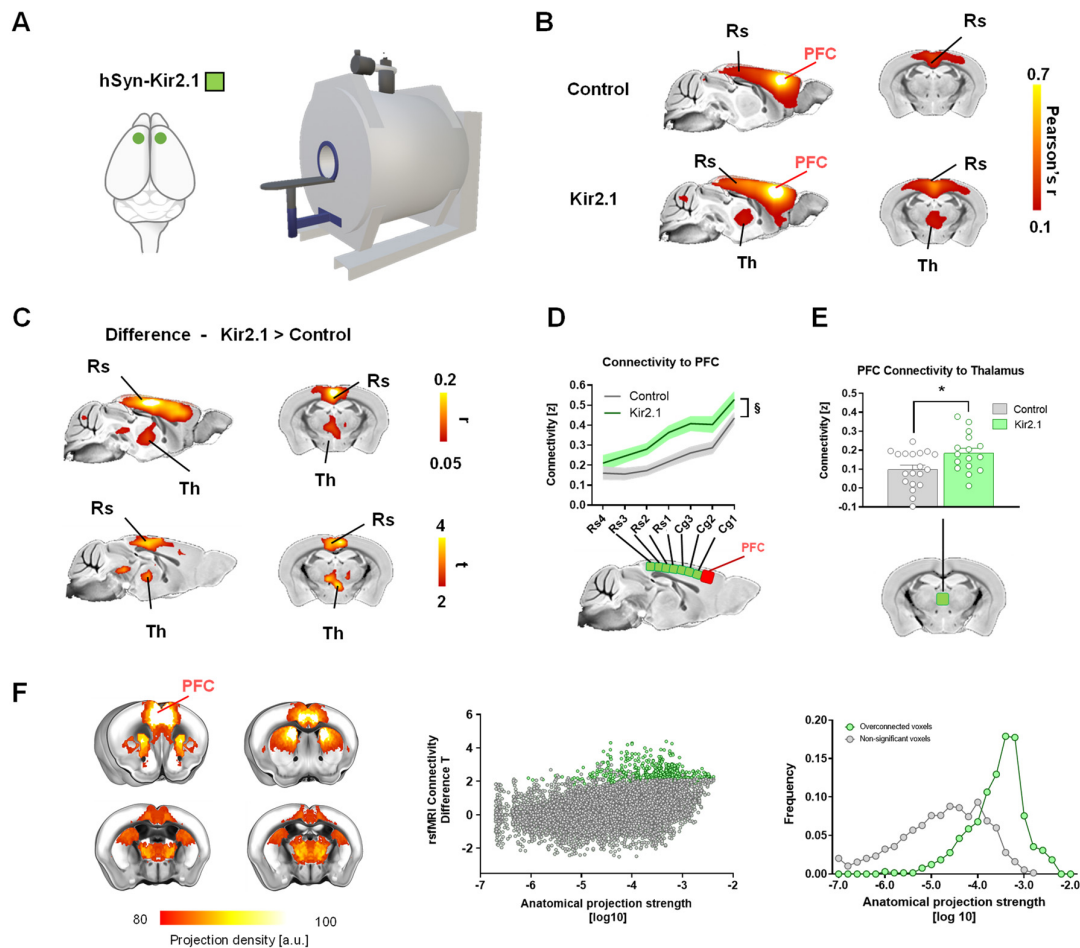 A
hSyn-Kir2.1
B
Rs
PFC
Rs
Control
Rs
PFC
Rs
Kir2.1
Th
Th
0.7
Pearson's r
0.1
C
Difference - Kir2.1 > Control
Rs
Rs
Th
Th
0.2
r
0.05
Rs
Rs
Th
Th
4
t
2
D
Connectivity to PFC
Connectivity [z]
0.6
0.5
0.4
0.3
0.2
0.1
0.0
Control
Kir2.1
§
Rs4
Rs3
Rs2
Rs1
Cg3
Cg2
Cg1
PFC
E
PFC Connectivity to Thalamus
*
Connectivity [z]
0.5
0.4
0.3
0.2
0.1
0.0
-0.1
Control
Kir2.1
F
PFC
80
100
Projection density [a.u.]
rsfMRI Connectivity
Difference T
6
4
2
0
-2
-7
-6
-5
-4
-3
-2
Anatomical projection strength
[log10]
Frequency
0.20
0.15
0.10
0.05
0.00
Overconnected voxels
Non-significant voxels
-7.0
-6.0
-5.0
-4.0
-3.0
-2.0
Anatomical projection strength
[log 10]